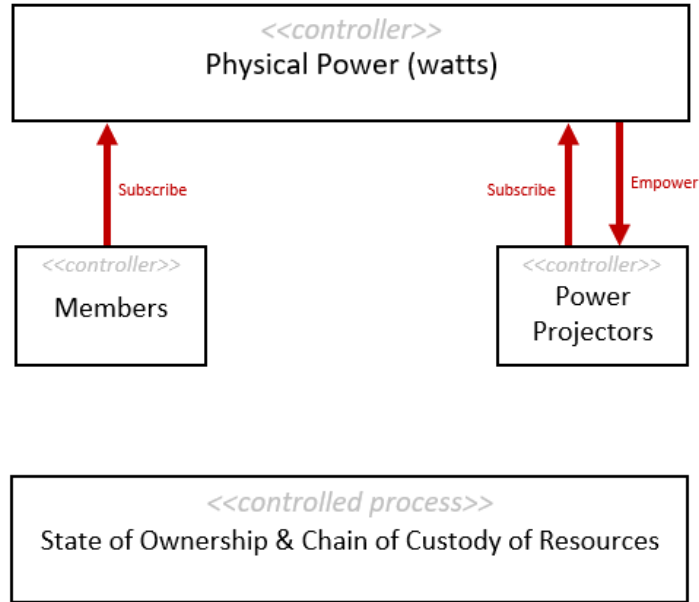 <<controller>>
Physical Power (watts)
Subscribe
Subscribe
Empower
<<controller>>
Members
<<controller>>
Power
Projectors
<<controlled process>>
State of Ownership & Chain of Custody of Resources